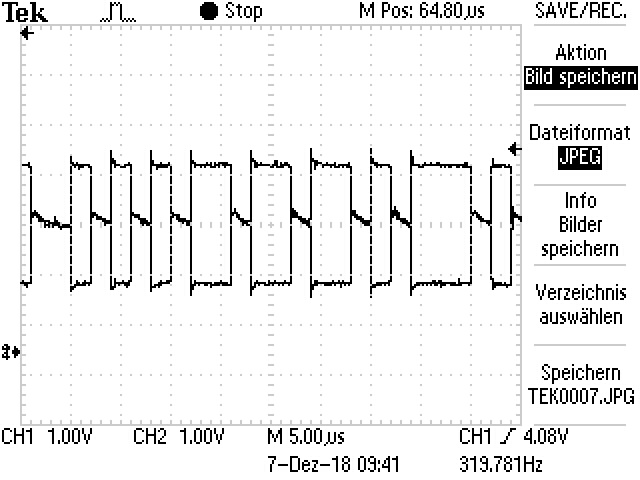 Tek Stop M Pos: 64.80µs SAVE/REC.
Aktion
Bild speichern
Dateiformat
JPEG
Info
Bilder
speichern
Verzeichnis
auswählen
Speichern
TEK0007.JPG
CH1 1.00V CH2 1.00V M 5.00µs CH1 4.08V
7-Dez-18 09:41 319.781Hz